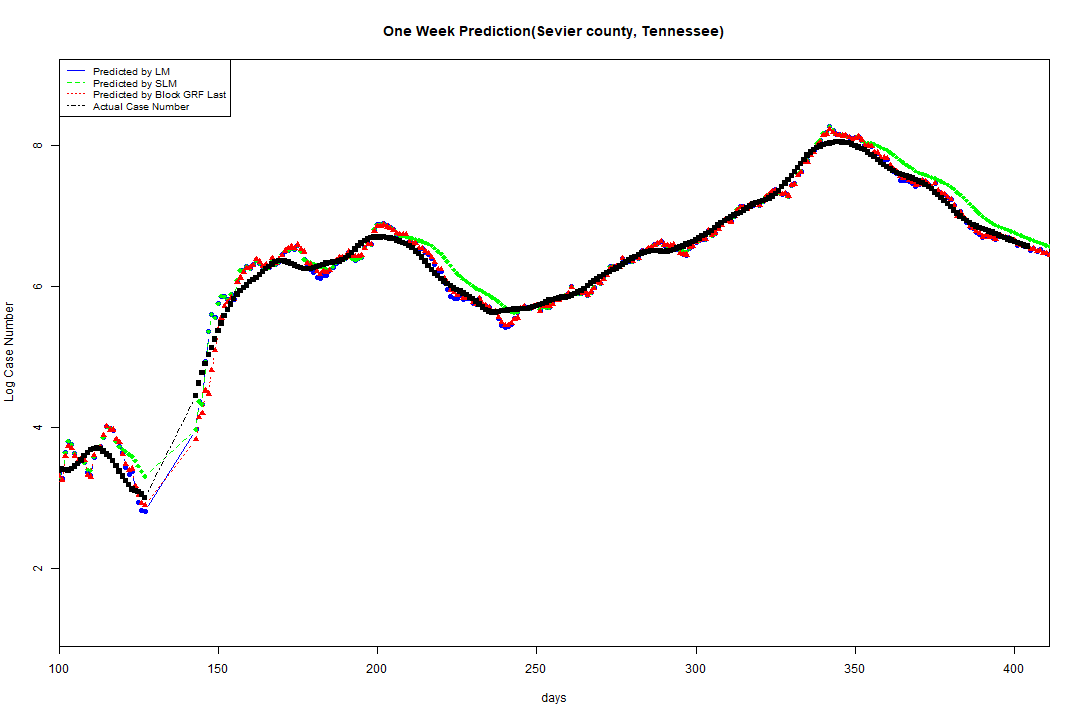 One Week Prediction(Sevier county, Tennessee)
Predicted by LM
Predicted by SLM
Predicted by Block GRF Last
Actual Case Number
Log Case Number
8
6
4
2
100 150 200 250 300 350 400
days